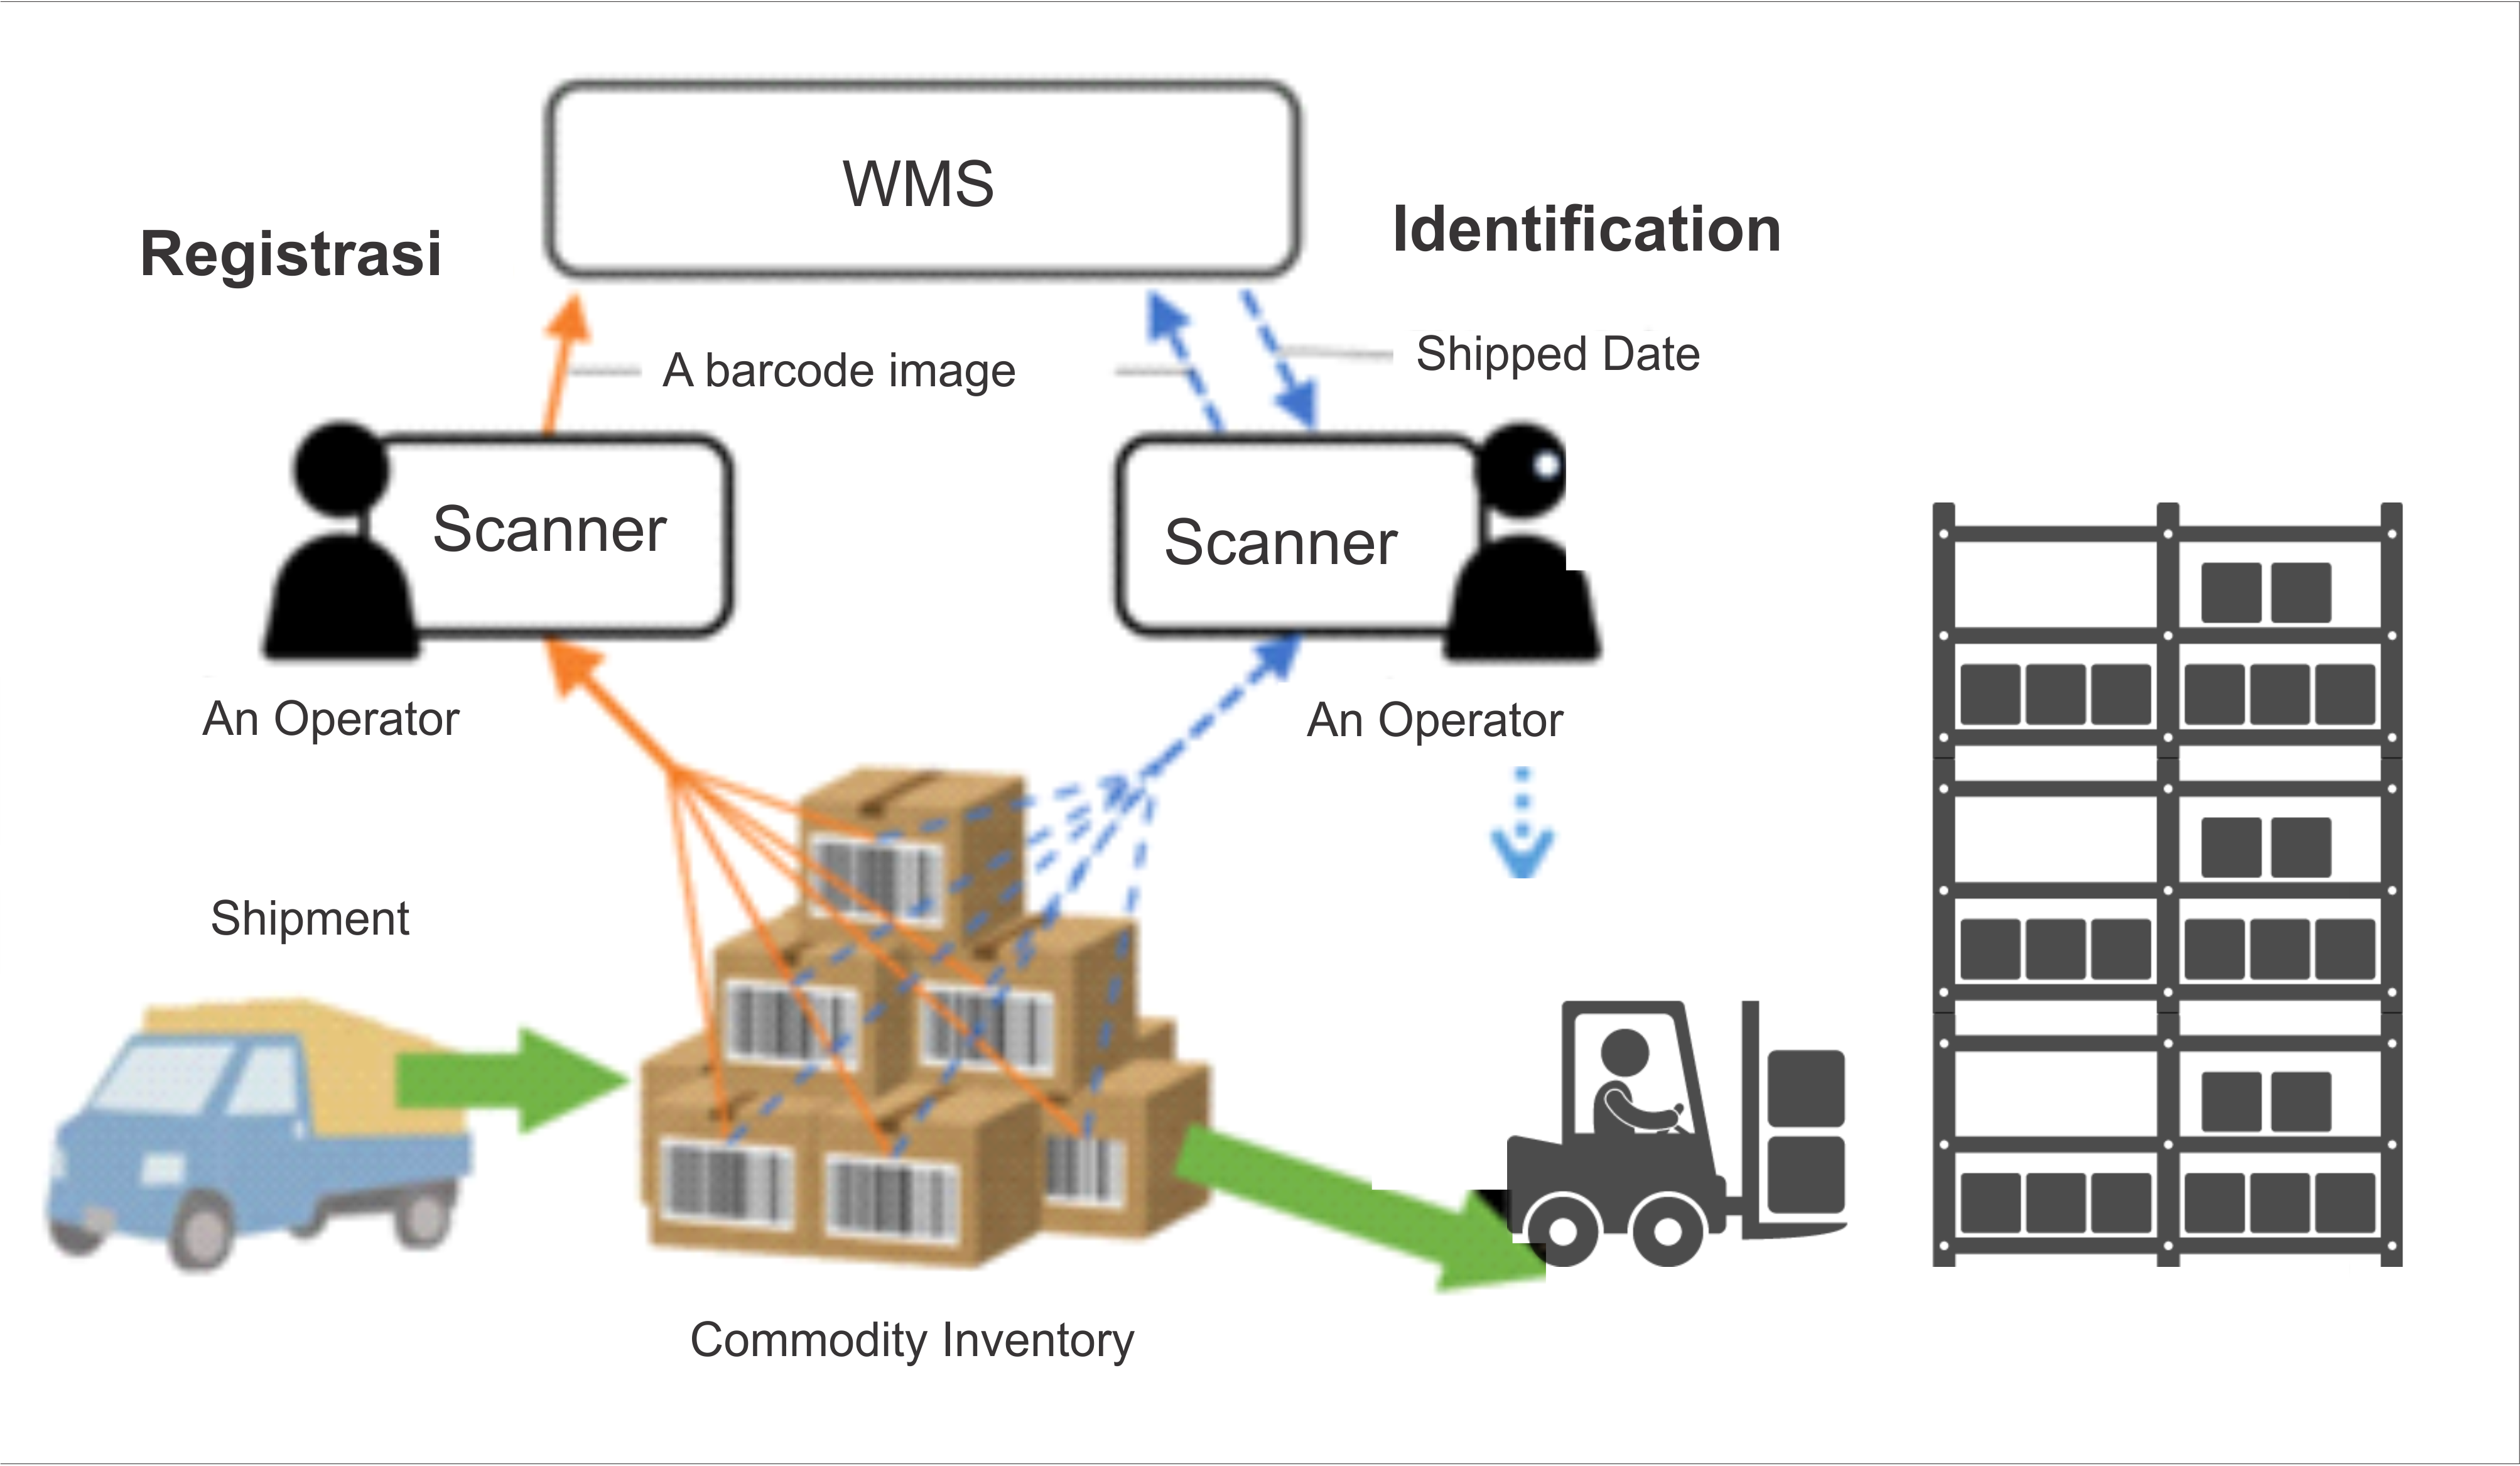 WMS
Registrasi
Identification
A barcode image
Shipped Date
Scanner
Scanner
An Operator
An Operator
Shipment
Commodity Inventory